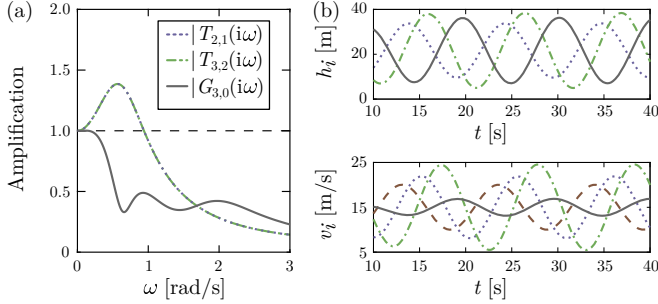 (a)
2.0
1.5
1.0
0.5
0
Amplification
|T2,1(iω)|
|T3,2(iω)|
|G3,0(iω)|
0 1 2 3
ω [rad/s]
(b)
40
20
0
hi [m]
10 15 20 25 30 35 40
t [s]
25
15
5
vi [m/s]
10 15 20 25 30 35 40
t [s]